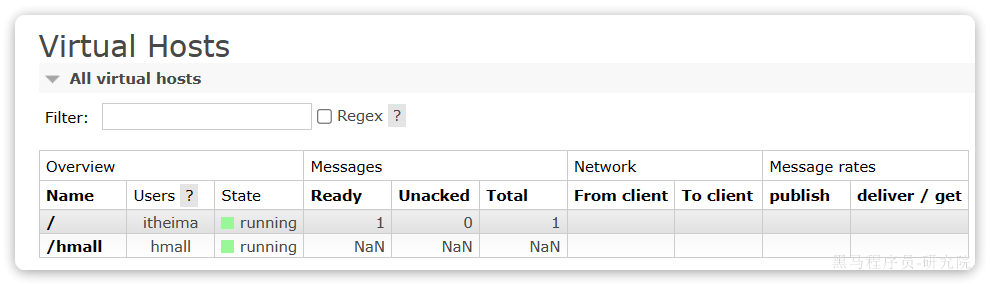 Virtual Hosts
All virtual hosts
Filter: Regex ?
Overview Messages Network Message rates
Name Users ? State Ready Unacked Total From client To client publish deliver / get
/ itheima running 1 0 1
/hmall hmall running NaN NaN NaN
黑马程序员-研究院